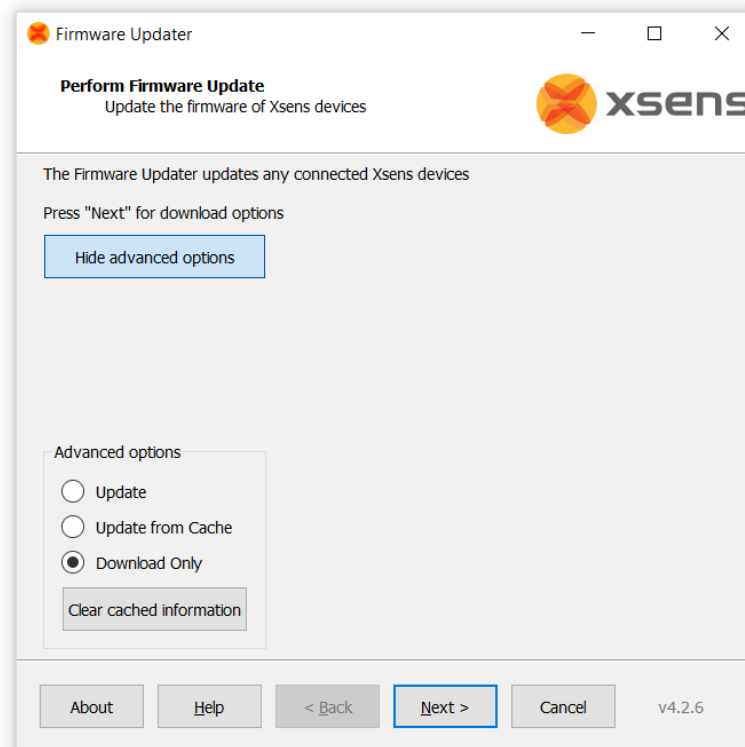 Firmware Updater
Perform Firmware Update
Update the firmware of Xsens devices
xsens
The Firmware Updater updates any connected Xsens devices
Press "Next" for download options
Hide advanced options
Advanced options
Update
Update from Cache
Download Only
Clear cached information
About
Help
< Back
Next >
Cancel
v4.2.6